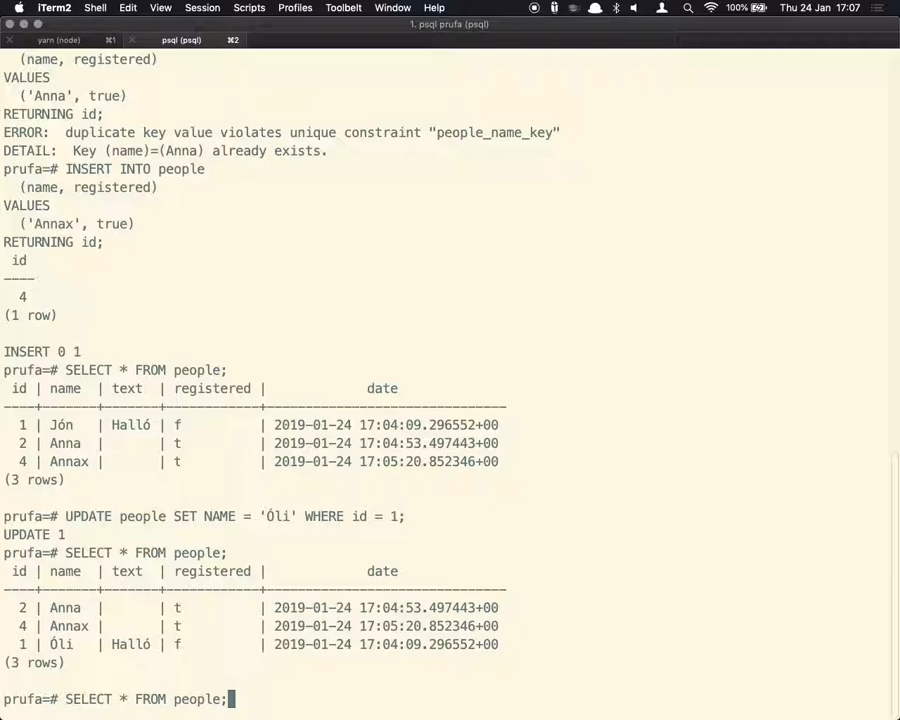 iTerm2 Shell Edit View Session Scripts Profiles Toolbelt Window Help 100% Thu 24 Jan 17:07
1. psql prufa (psql)
yarn (node) ⌘1 psql (psql) ⌘2
(name, registered)
VALUES
('Anna', true)
RETURNING id;
ERROR:  duplicate key value violates unique constraint "people_name_key"
DETAIL:  Key (name)=(Anna) already exists.
prufa=# INSERT INTO people
(name, registered)
VALUES
('Annax', true)
RETURNING id;
id
----
4
(1 row)
INSERT 0 1
prufa=# SELECT * FROM people;
id | name  | text  | registered |             date
----+-------+-------+------------+-------------------------------
1 | Jón   | Halló | f          | 2019-01-24 17:04:09.296552+00
2 | Anna  |       | t          | 2019-01-24 17:04:53.497443+00
4 | Annax |       | t          | 2019-01-24 17:05:20.852346+00
(3 rows)
prufa=# UPDATE people SET NAME = 'Óli' WHERE id = 1;
UPDATE 1
prufa=# SELECT * FROM people;
id | name  | text  | registered |             date
----+-------+-------+------------+-------------------------------
2 | Anna  |       | t          | 2019-01-24 17:04:53.497443+00
4 | Annax |       | t          | 2019-01-24 17:05:20.852346+00
1 | Óli   | Halló | f          | 2019-01-24 17:04:09.296552+00
(3 rows)
prufa=# SELECT * FROM people;